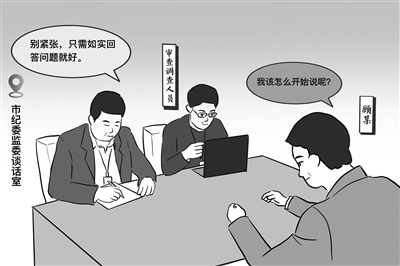 别紧张，只需如实回
答问题就好。
审查调查人员
我该怎么开始说呢？
顾某
市纪委监委谈话室